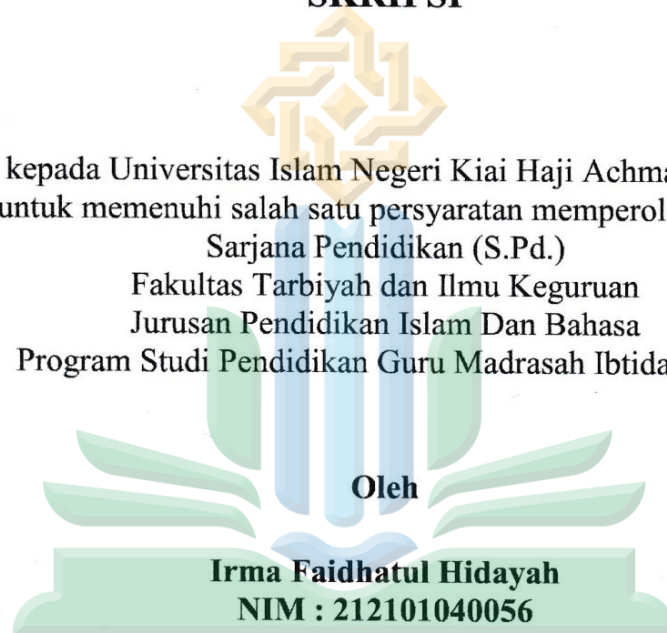 SKRIPSI
kepada Universitas Islam Negeri Kiai Haji Achma
untuk memenuhi salah satu persyaratan memperol
Sarjana Pendidikan (S.Pd.)
Fakultas Tarbiyah dan Ilmu Keguruan
Jurusan Pendidikan Islam Dan Bahasa
Program Studi Pendidikan Guru Madrasah Ibtida
Oleh
Irma Faidhatul Hidayah
NIM : 212101040056